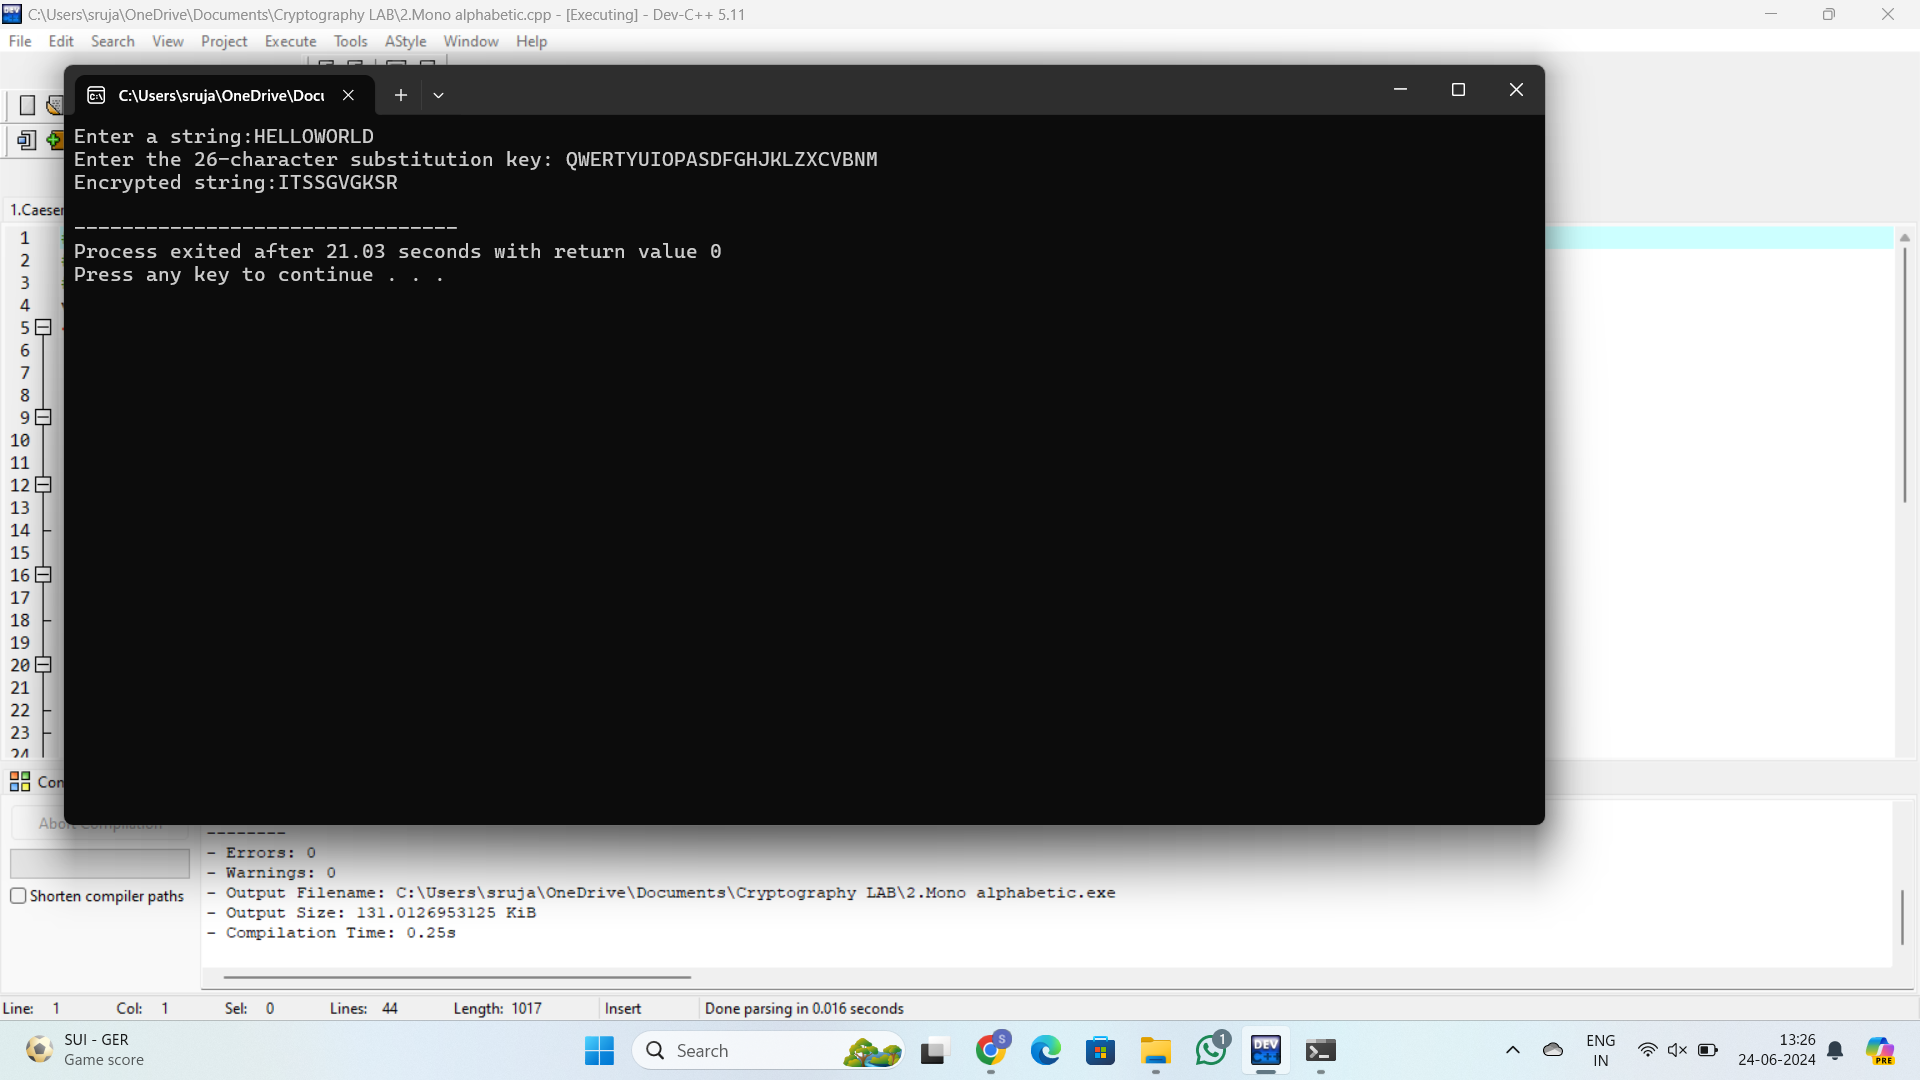 C:\Users\sruja\OneDrive\Documents\Cryptography LAB\2.Mono alphabetic.cpp - [Executing] - Dev-C++ 5.11
File Edit Search View Project Execute Tools AStyle Window Help
C:\Users\sruja\OneDrive\Docu
Enter a string:HELLOWORLD
Enter the 26-character substitution key: QWERTYUIOPASDFGHJKLZXCVBNM
Encrypted string:ITSSGVGKSR
--------------------------------
Process exited after 21.03 seconds with return value 0
Press any key to continue . . .
1.Caeser
1
2
3
4
5
6
7
8
9
10
11
12
13
14
15
16
17
18
19
20
21
22
23
24
Abort Compilation
Shorten compiler paths
--------
- Errors: 0
- Warnings: 0
- Output Filename: C:\Users\sruja\OneDrive\Documents\Cryptography LAB\2.Mono alphabetic.exe
- Output Size: 131.0126953125 KiB
- Compilation Time: 0.25s
Line: 1 Col: 1 Sel: 0 Lines: 44 Length: 1017 Insert Done parsing in 0.016 seconds
SUI - GER
Game score
Search
S
1
DEV
C++
ENG
IN
13:26
24-06-2024
PRE